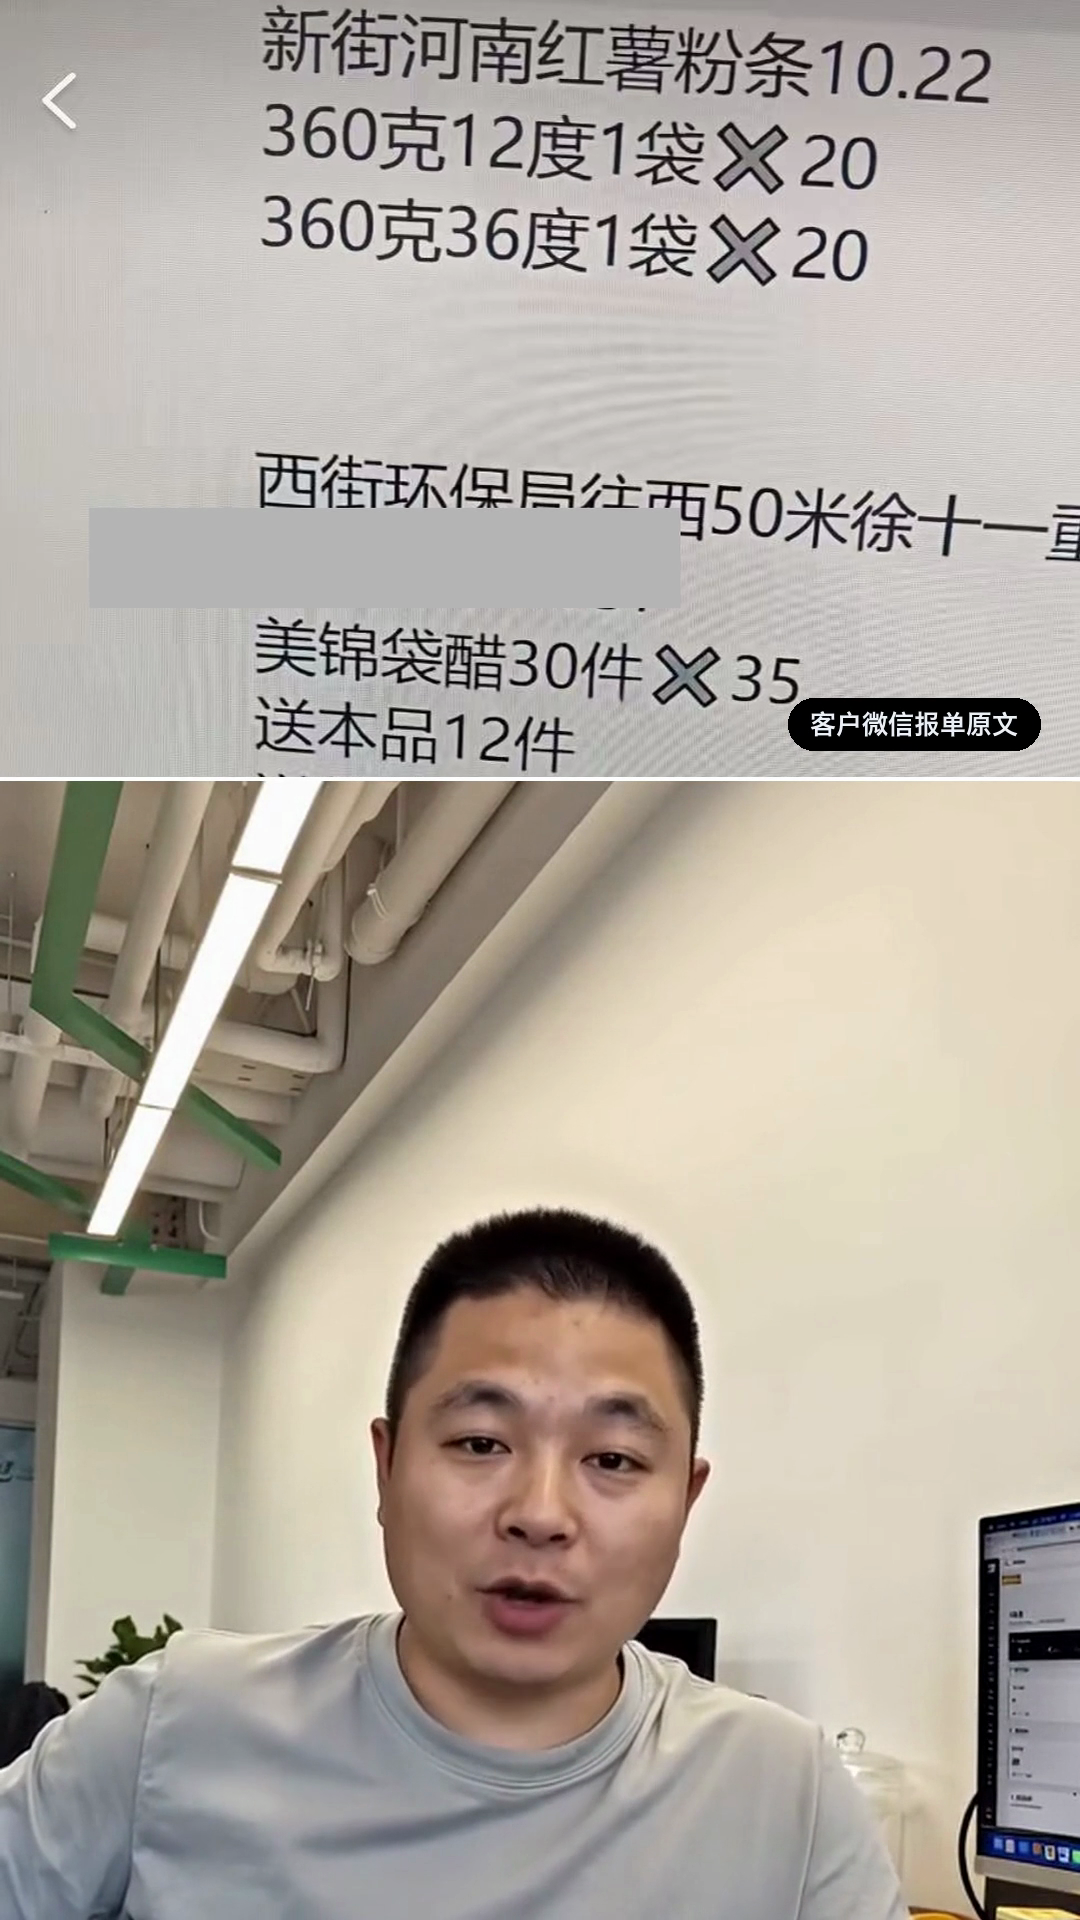 新街河南红薯粉条10.22
360克12度1袋✖20
360克36度1袋✖20
西街环保局往西50米徐十一
美锦袋醋30件✖35
送本品12件
客户微信报单原文